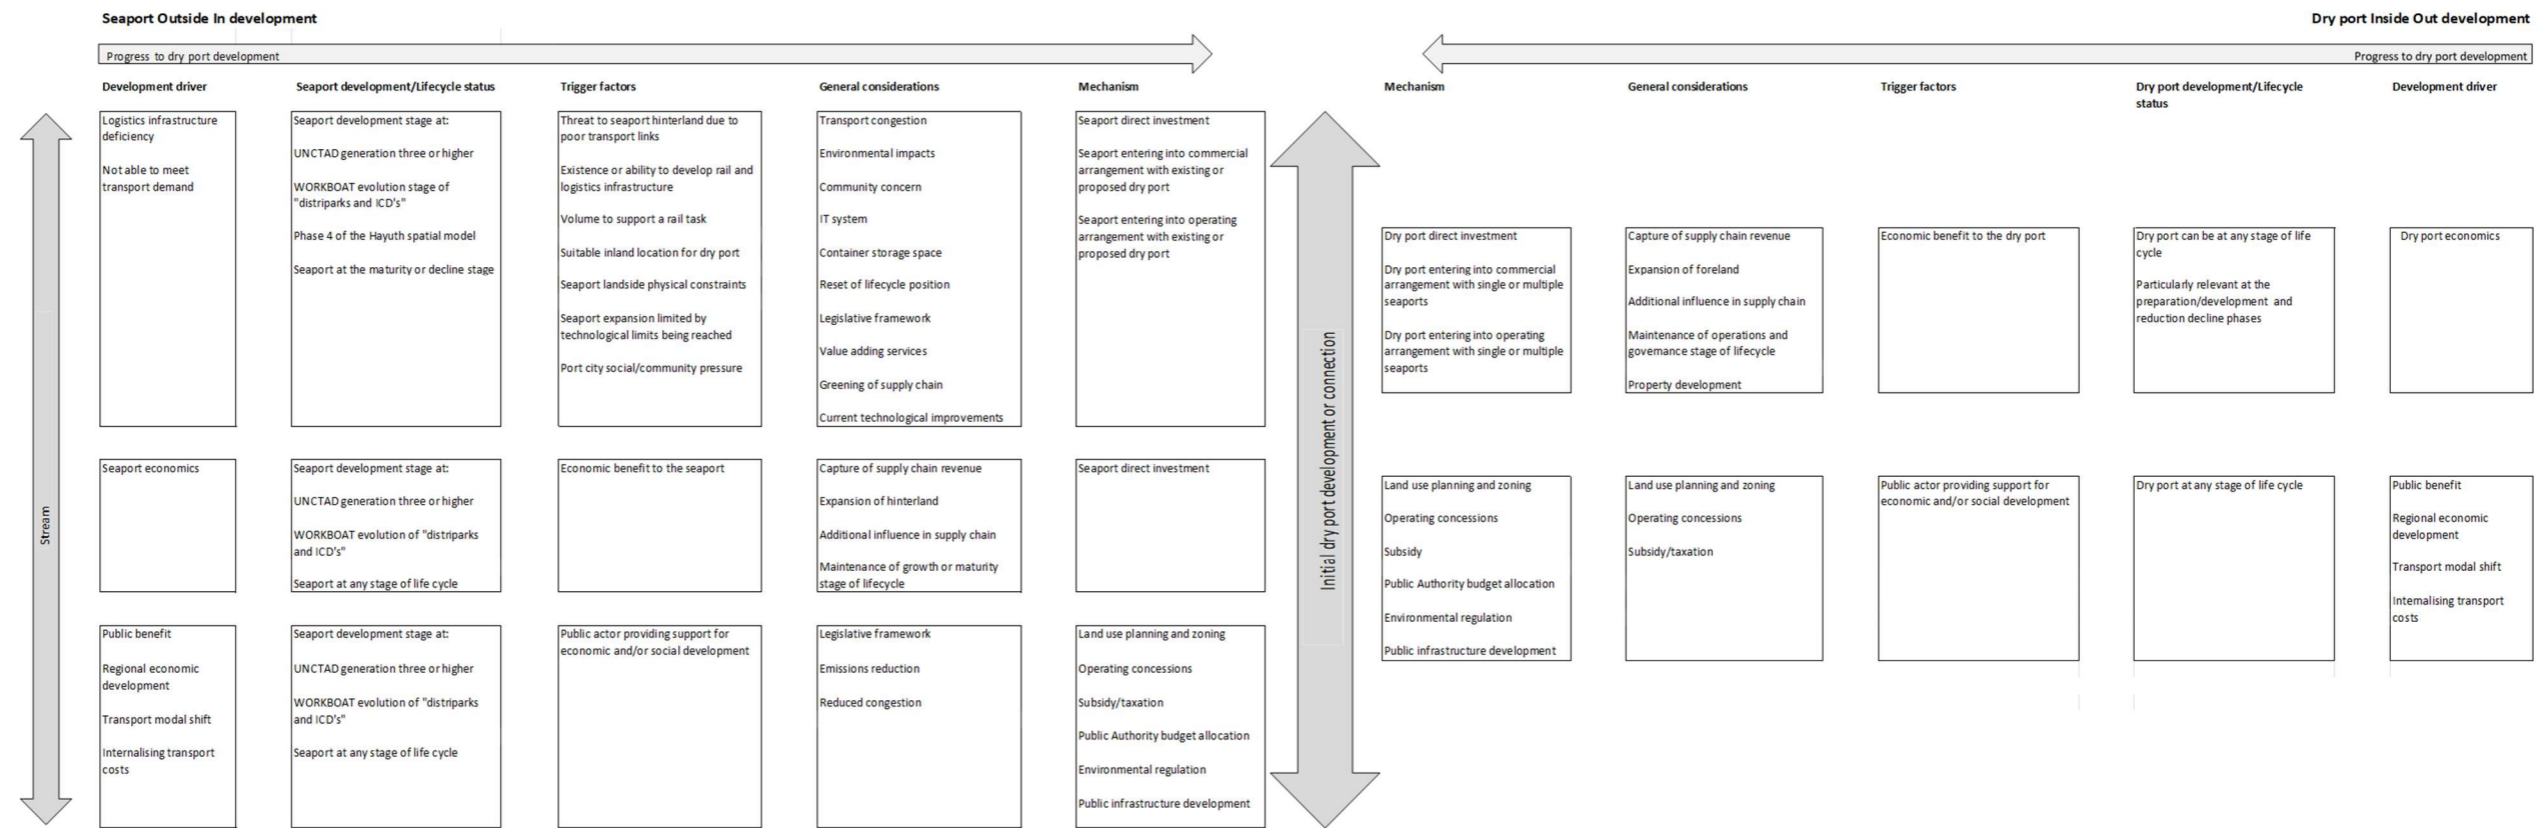 Seaport Outside In development
Dry port Inside Out development
Progress to dry port development
Progress to dry port development
Development driver
Seaport development/Lifecycle status
Trigger factors
General considerations
Mechanism
Mechanism
General considerations
Trigger factors
Dry port development/Lifecycle
status
Development driver
Stream
Logistics infrastructure
deficiency
Not able to meet
transport demand
Seaport development stage at:
UNCTAD generation three or higher
WORKBOAT evolution stage of
"distriparks and ICD's"
Phase 4 of the Hayuth spatial model
Seaport at the maturity or decline stage
Threat to seaport hinterland due to
poor transport links
Existence or ability to develop rail and
logistics infrastructure
Volume to support a rail task
Suitable inland location for dry port
Seaport landside physical constraints
Seaport expansion limited by
technological limits being reached
Port city social/community pressure
Transport congestion
Environmental impacts
Community concern
IT system
Container storage space
Reset of lifecycle position
Legislative framework
Value adding services
Greening of supply chain
Current technological improvements
Seaport direct investment
Seaport entering into commercial
arrangement with existing or
proposed dry port
Seaport entering into operating
arrangement with existing or
proposed dry port
Seaport economics
Seaport development stage at:
UNCTAD generation three or higher
WORKBOAT evolution of "distriparks
and ICD's"
Seaport at any stage of life cycle
Economic benefit to the seaport
Capture of supply chain revenue
Expansion of hinterland
Additional influence in supply chain
Maintenance of growth or maturity
stage of lifecycle
Seaport direct investment
Public benefit
Regional economic
development
Transport modal shift
Internalising transport
costs
Seaport development stage at:
UNCTAD generation three or higher
WORKBOAT evolution of "distriparks
and ICD's"
Seaport at any stage of life cycle
Public actor providing support for
economic and/or social development
Legislative framework
Emissions reduction
Reduced congestion
Land use planning and zoning
Operating concessions
Subsidy/taxation
Public Authority budget allocation
Environmental regulation
Public infrastructure development
Initial dry port development or connection
Dry port direct investment
Dry port entering into commercial
arrangement with single or multiple
seaports
Dry port entering into operating
arrangement with single or multiple
seaports
Capture of supply chain revenue
Expansion of foreland
Additional influence in supply chain
Maintenance of operations and
governance stage of lifecycle
Property development
Economic benefit to the dry port
Dry port can be at any stage of life
cycle
Particularly relevant at the
preparation/development and
reduction decline phases
Dry port economics
Land use planning and zoning
Operating concessions
Subsidy
Public Authority budget allocation
Environmental regulation
Public infrastructure development
Land use planning and zoning
Operating concessions
Subsidy/taxation
Public actor providing support for
economic and/or social development
Dry port at any stage of life cycle
Public benefit
Regional economic
development
Transport modal shift
Internalising transport
costs